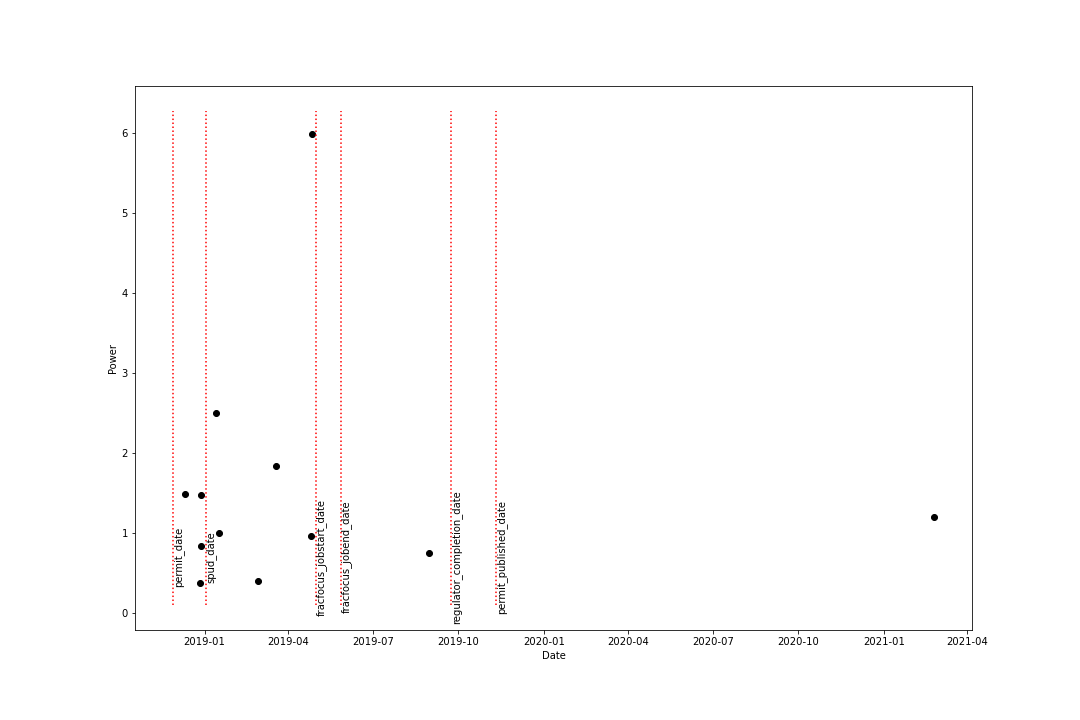 6
5
4
3
2
1
0
Power
permit_date
spud_date
fracfocus_jobstart_date
fracfocus_jobend_date
regulator_completion_date
permit_published_date
2019-01
2019-04
2019-07
2019-10
2020-01
2020-04
2020-07
2020-10
2021-01
2021-04
Date